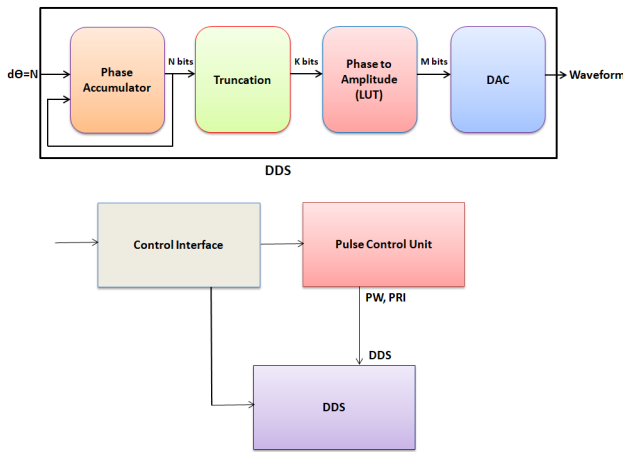 dΘ=N
Phase
Accumulator
N bits
Truncation
K bits
Phase to
Amplitude
(LUT)
M bits
DAC
Waveform
DDS
Control Interface
Pulse Control Unit
PW, PRI
DDS
DDS